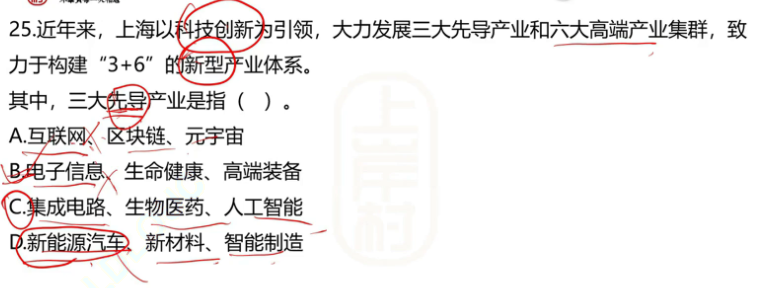 25.近年来，上海以科技创新为引领，大力发展三大先导产业和六大高端产业集群，致
力于构建“3+6”的新型产业体系。
其中，三大先导产业是指（ ）。
A.互联网、区块链、元宇宙
B.电子信息、生命健康、高端装备
C.集成电路、生物医药、人工智能
D.新能源汽车、新材料、智能制造
上岸村